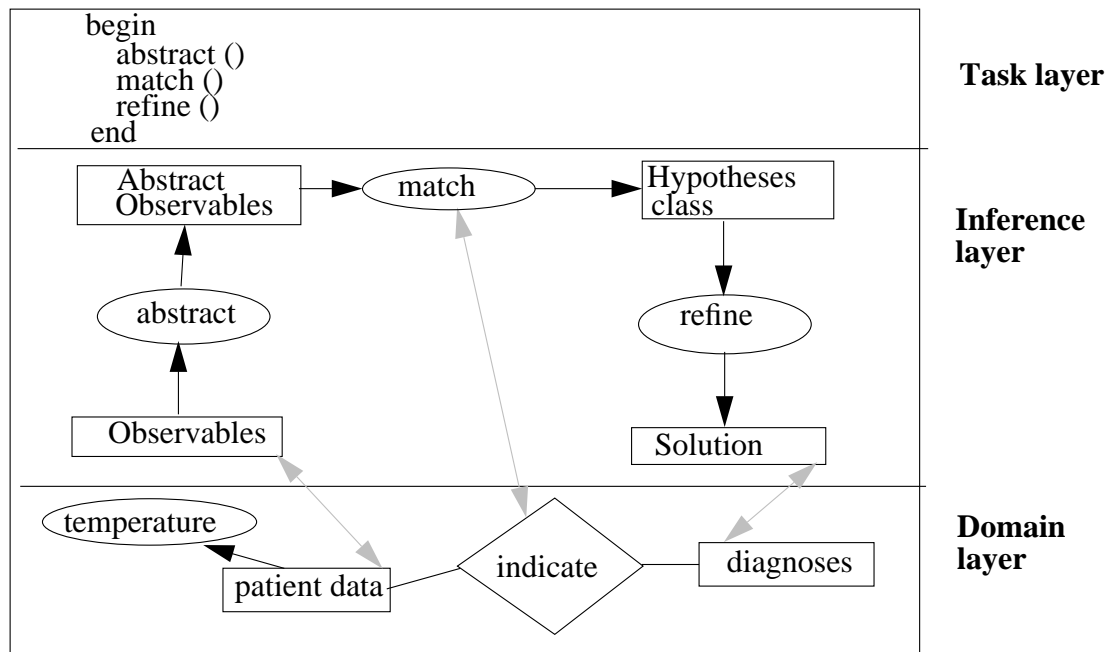 begin
abstract ()
match ()
refine ()
end
Task layer
Abstract
Observables
match
Hypotheses
class
Inference
layer
abstract
refine
Observables
Solution
temperature
patient data
indicate
diagnoses
Domain
layer